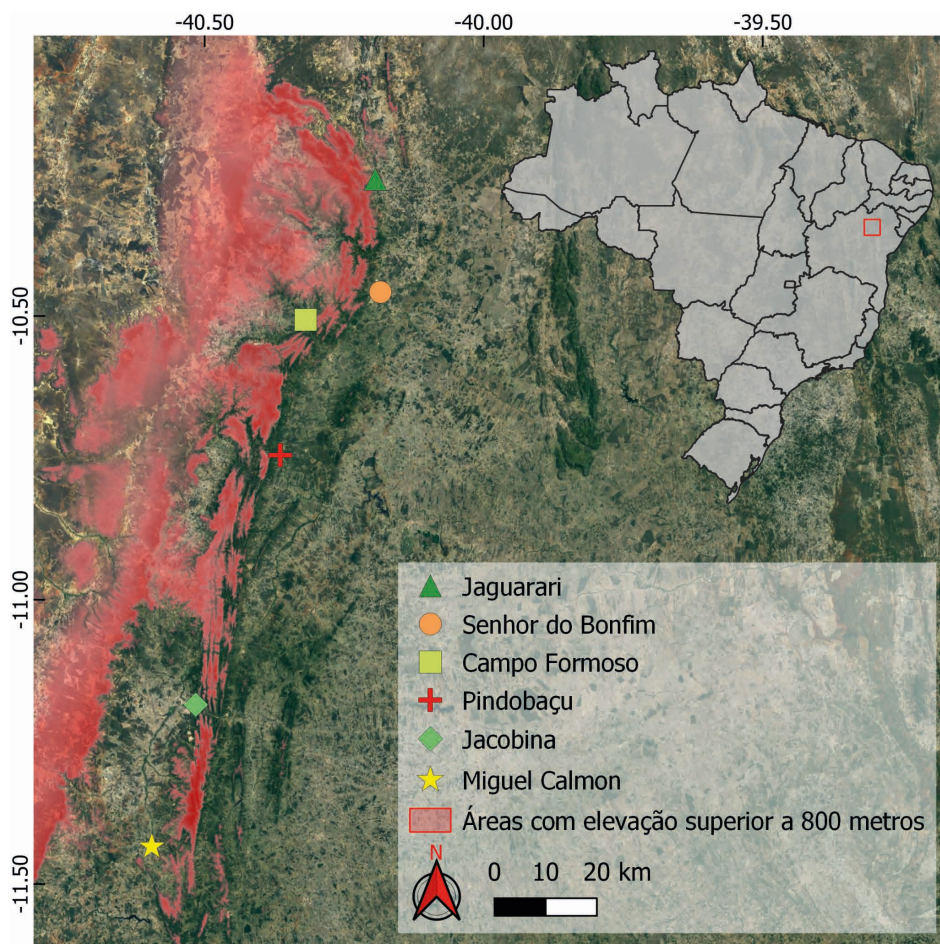 -40.50
-40.00
-39.50
-10.50
-11.00
-11.50
Jaguarari
Senhor do Bonfim
Campo Formoso
Pindobaçu
Jacobina
Miguel Calmon
Áreas com elevação superior a 800 metros
N
0 10 20 km